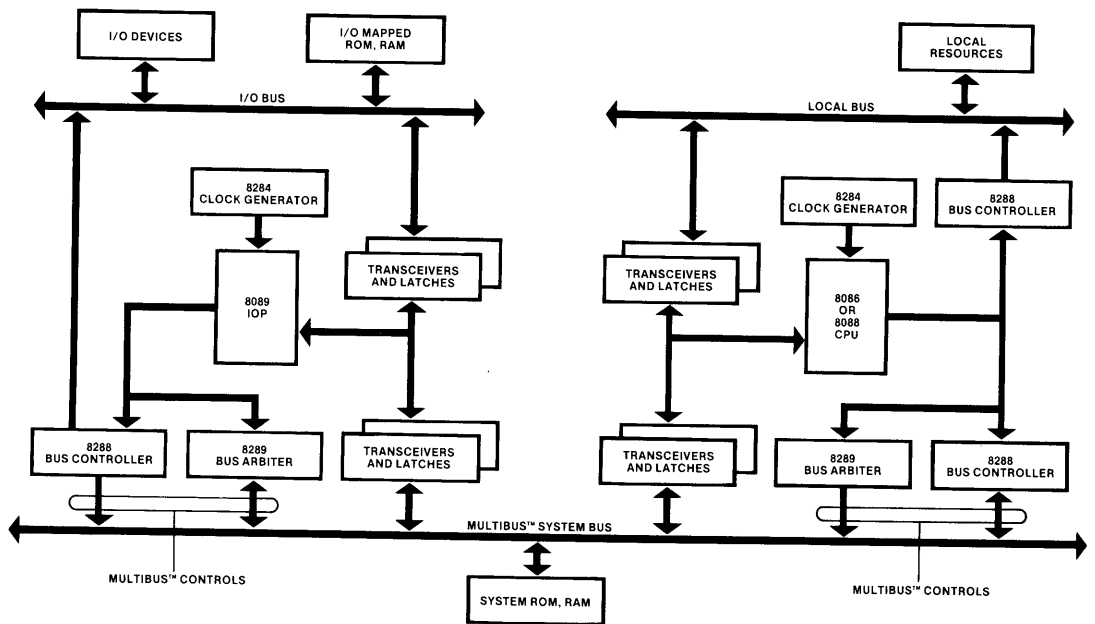 I/O DEVICES
I/O MAPPED
ROM, RAM
LOCAL
RESOURCES
I/O BUS
LOCAL BUS
8284
CLOCK GENERATOR
8284
CLOCK GENERATOR
8288
BUS CONTROLLER
TRANSCEIVERS
AND LATCHES
TRANSCEIVERS
AND LATCHES
8089
IOP
8086
OR
8088
CPU
8288
BUS CONTROLLER
8289
BUS ARBITER
TRANSCEIVERS
AND LATCHES
TRANSCEIVERS
AND LATCHES
8289
BUS ARBITER
8288
BUS CONTROLLER
MULTIBUS™ SYSTEM BUS
MULTIBUS™ CONTROLS
SYSTEM ROM, RAM
MULTIBUS™ CONTROLS